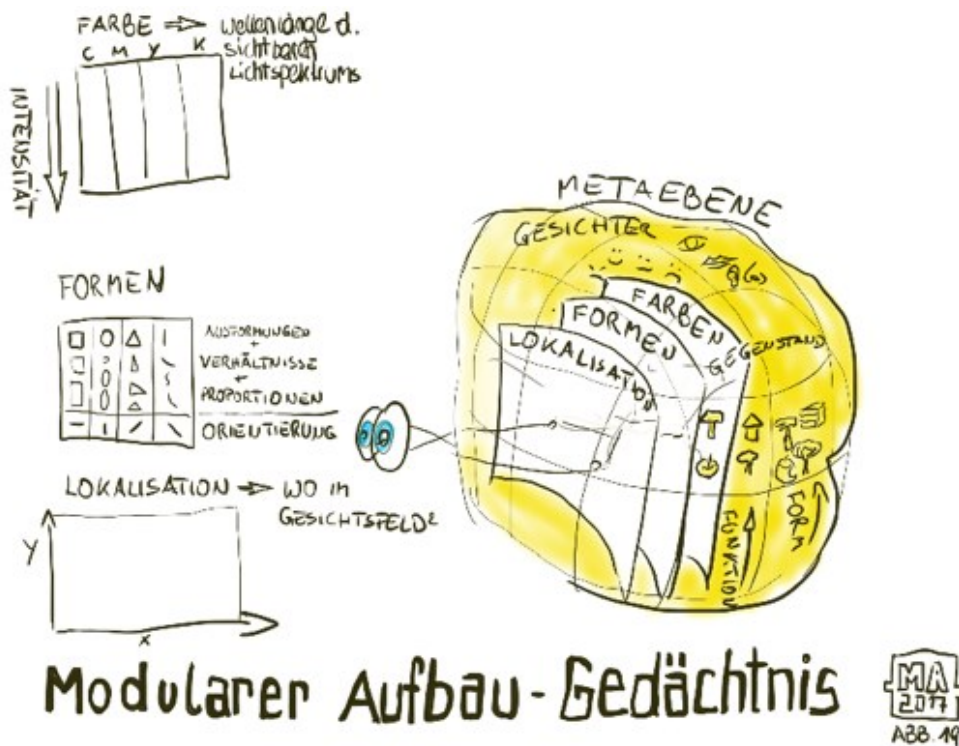 FARBE ⇒ wellenlänge d.
C M Y K sichtbaren
lichtspektrums
INTENSITÄT
METAEBENE
GESICHTER
FARBEN
FORMEN
LOKALISATION
GEGENSTAND
FUNKTION
FORM
FORMEN
AUSFORMUNGEN
+
VERHÄLTNISSE
+
PROPORTIONEN
ORIENTIERUNG
LOKALISATION ⇒ WO im
GESICHTSFELD?
Y
X
Modularer Aufbau - Gedächtnis
MA
2017
ABB. 19